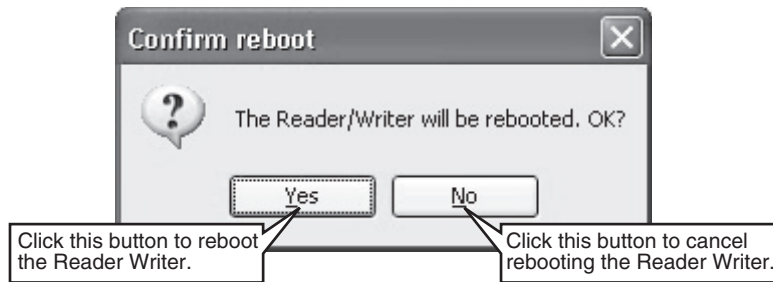 Confirm reboot
The Reader/Writer will be rebooted. OK?
Yes
No
Click this button to reboot
the Reader Writer.
Click this button to cancel
rebooting the Reader Writer.